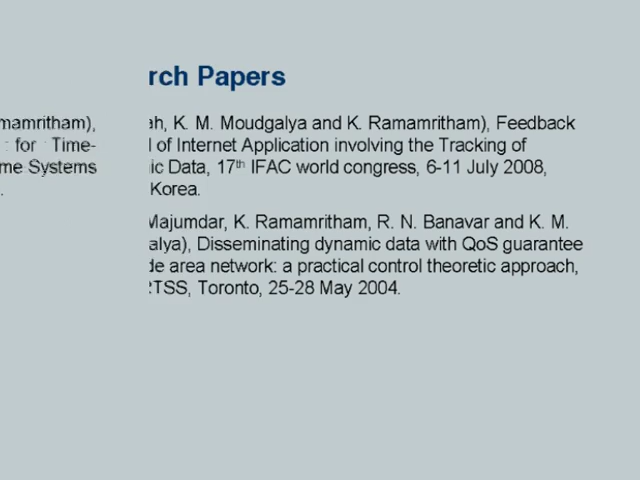 rch Papers
mamritham),
for Time-
me Systems
.
ah, K. M. Moudgalya and K. Ramamritham), Feedback
l of Internet Application involving the Tracking of
ic Data, 17th IFAC world congress, 6-11 July 2008,
Korea.
Majumdar, K. Ramamritham, R. N. Banavar and K. M.
alya), Disseminating dynamic data with QoS guarantee
de area network: a practical control theoretic approach,
TSS, Toronto, 25-28 May 2004.